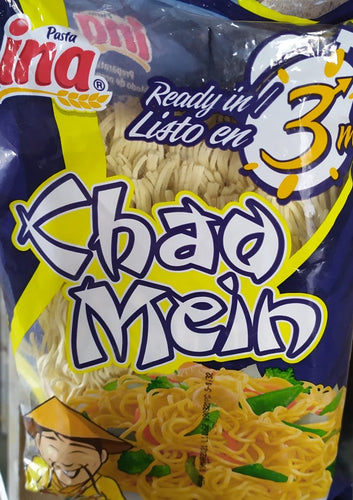 Pasta
ina®
Ready in
Listo en
3
Chao
Mein